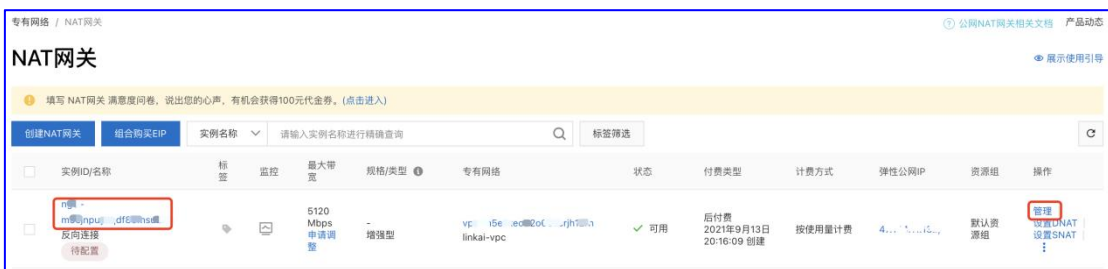 专有网络 / NAT网关
公网NAT网关相关文档 产品动态
NAT网关
展示使用引导
填写 NAT网关 满意度问卷，说出您的心声，有机会获得100元代金券。(点击进入)
创建NAT网关 组合购买EIP 实例名称 请输入实例名称进行精确查询 标签筛选
实例ID/名称 标签 监控 最大带宽 规格/类型 专有网络 状态 付费类型 计费方式 弹性公网IP 资源组 操作
反向连接
待配置
5120
Mbps
申请调
整
-
增强型
linkai-vpc
可用
后付费
2021年9月13日
20:16:09 创建
按使用量计费
默认资
源组
管理
设置DNAT
设置SNAT